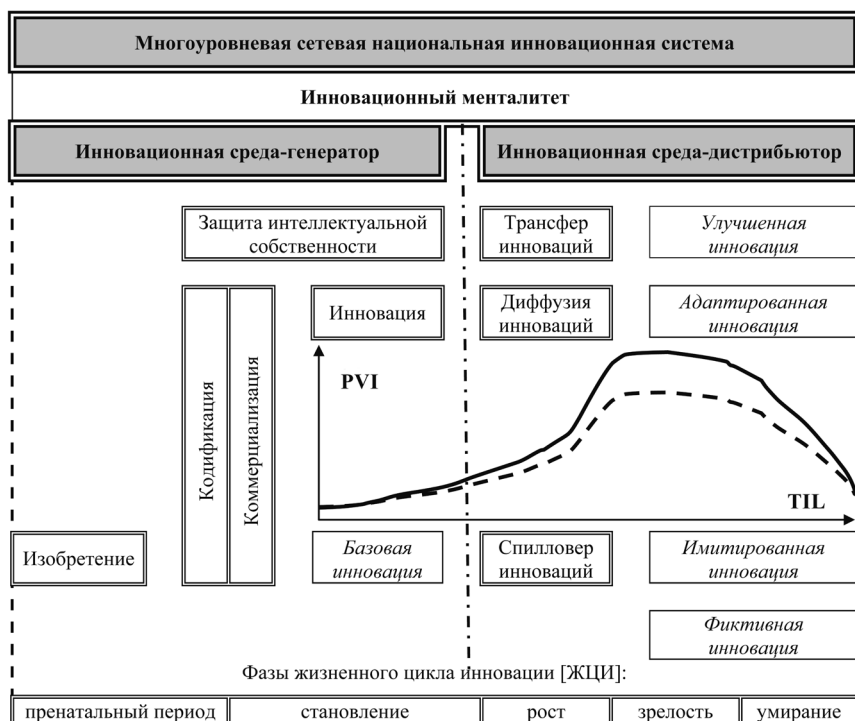 Многоуровневая сетевая национальная инновационная система
Инновационный менталитет
Инновационная среда-генератор
Инновационная среда-дистрибьютор
Защита интеллектуальной
собственности
Трансфер
инноваций
Улучшенная
инновация
Кодификация
Коммерциализация
Инновация
Диффузия
инноваций
Адаптированная
инновация
PVI
TIL
Изобретение
Базовая
инновация
Спилловер
инноваций
Имитированная
инновация
Фиктивная
инновация
Фазы жизненного цикла инновации [ЖЦИ]:
пренатальный период
становление
рост
зрелость
умирание